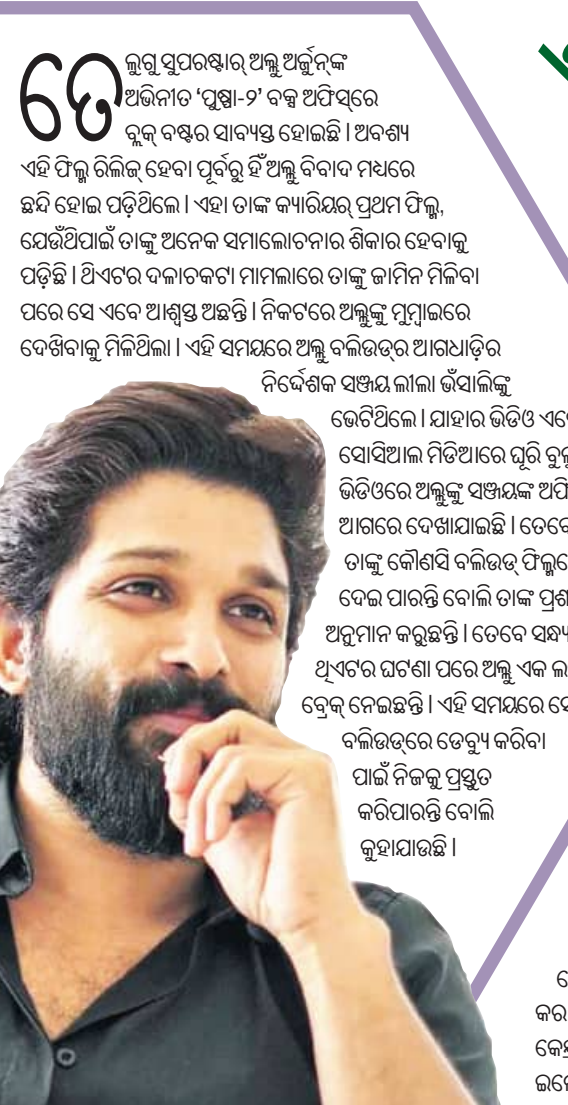 ତେଲୁଗୁ ସୁପରଷ୍ଟାର୍ ଅଲ୍ଲୁ ଅର୍ଜୁନ୍‌ଙ୍କ
ଅଭିନୀତ ‘ପୁଷ୍ପା-୨’ ବକ୍ସ ଅଫିସ୍‌ରେ
ବ୍ଲକ୍ ବଷ୍ଟର ସାବ୍ୟସ୍ତ ହୋଇଛି । ଅବଶ୍ୟ
ଏହି ଫିଲ୍ମ ରିଲିଜ୍ ହେବା ପୂର୍ବରୁ ହିଁ ଅଲ୍ଲୁ ବିବାଦ ମଧ୍ୟରେ
ଛନ୍ଦି ହୋଇ ପଡ଼ିଥିଲେ । ଏହା ତାଙ୍କ କ୍ୟାରିୟର୍ ପ୍ରଥମ ଫିଲ୍ମ,
ଯେଉଁଥିପାଇଁ ତାଙ୍କୁ ଅନେକ ସମାଲୋଚନାର ଶିକାର ହେବାକୁ
ପଡ଼ିଛି । ଥିଏଟର ଦଳାଚକଟା ମାମଲାରେ ତାଙ୍କୁ ଜାମିନ ମିଳିବା
ପରେ ସେ ଏବେ ଆଶ୍ୱସ୍ତ ଅଛନ୍ତି । ନିକଟରେ ଅଲ୍ଲୁଙ୍କୁ ମୁମ୍ବାଇରେ
ଦେଖିବାକୁ ମିଳିଥିଲା । ଏହି ସମୟରେ ଅଲ୍ଲୁ ବଲିଉଡ୍‌ର ଆଗଧାଡ଼ିର
ନିର୍ଦ୍ଦେଶକ ସଞ୍ଜୟ ଲୀଲା ଭଁସାଲିଙ୍କୁ
ଭେଟିଥିଲେ । ଯାହାର ଭିଡିଓ
ସୋସିଆଲ ମିଡିଆରେ ଘୂରି
ଭିଡିଓରେ ଅଲ୍ଲୁଙ୍କୁ ସଞ୍ଜୟଙ୍କ
ଆଗରେ ଦେଖାଯାଇଛି ।
ତାଙ୍କୁ କୌଣସି ବଲିଉଡ୍
ଦେଇ ପାରନ୍ତି ବୋଲି ତାଙ୍କ
ଅନୁମାନ କରୁଛନ୍ତି । ତେବେ
ଥିଏଟର ଘଟଣା ପରେ ଅଲ୍ଲୁ ଏକ
ବ୍ରେକ୍ ନେଇଛନ୍ତି । ଏହି ସମୟରେ
ବଲିଉଡ୍‌ରେ ଡେବ୍ୟୁ କରିବା
ପାଇଁ ନିଜକୁ ପ୍ରସ୍ତୁତ
କରିପାରନ୍ତି ବୋଲି
କୁହାଯାଉଛି ।